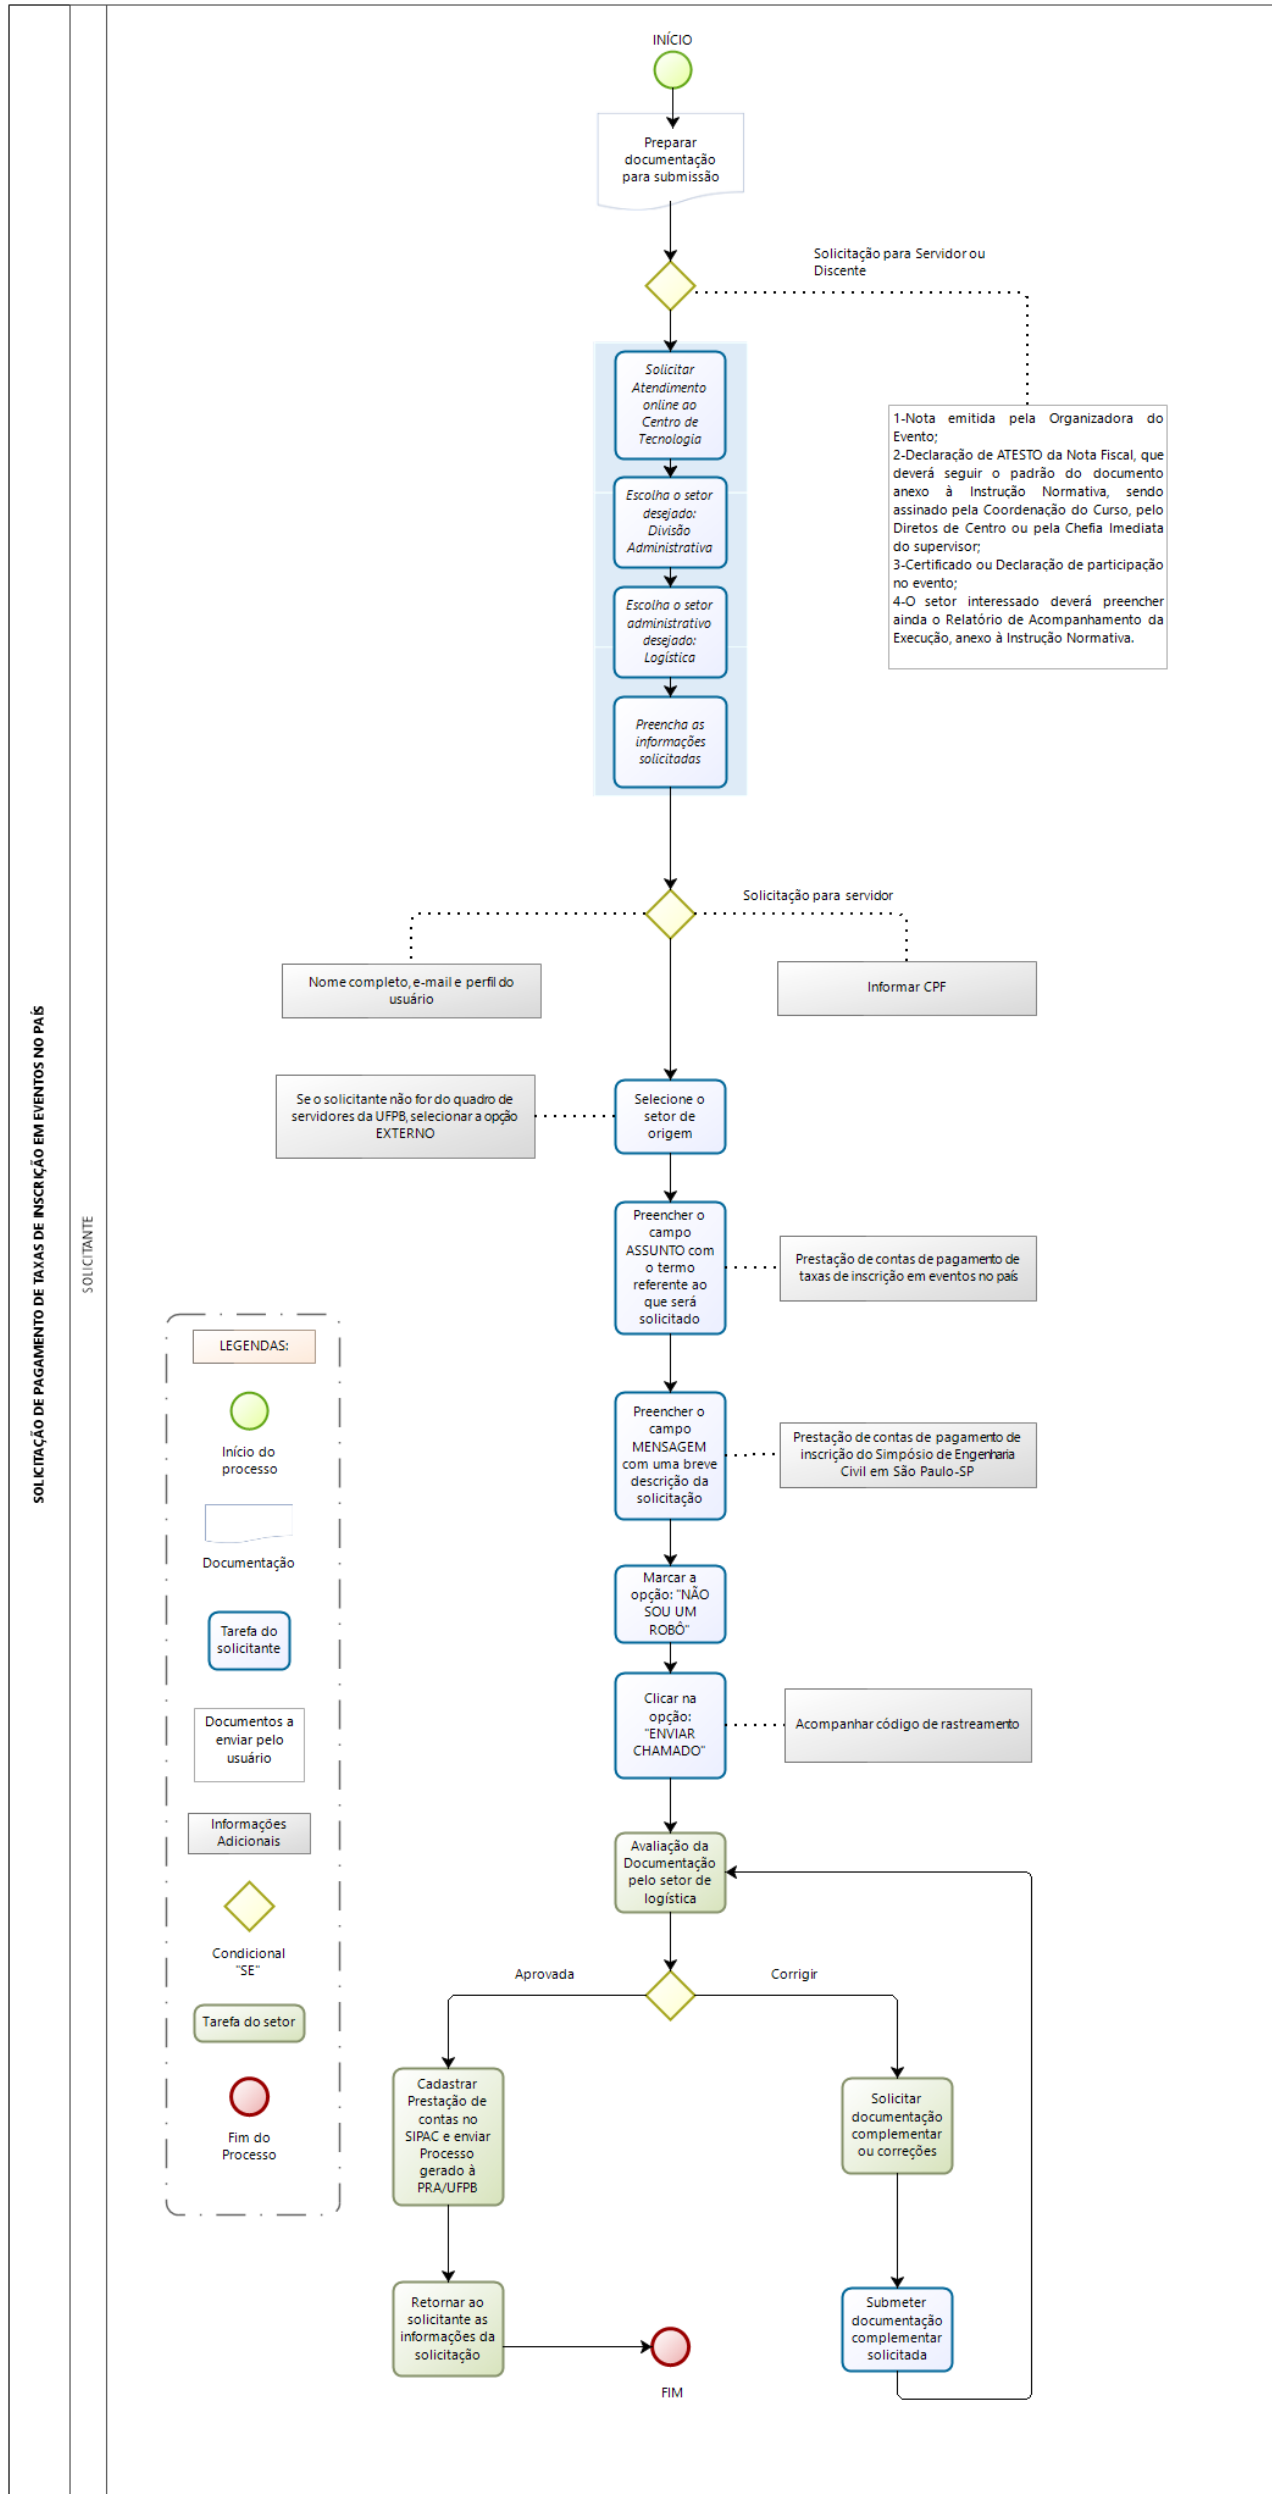 SOLICITAÇÃO DE PAGAMENTO DE TAXAS DE INSCRIÇÃO EM EVENTOS NO PAÍS
SOLICITANTE
INÍCIO
Preparar
documentação
para submissão
Solicitação para Servidor ou
Discente
Solicitar
Atendimento
online ao
Centro de
Tecnologia
1-Nota emitida pela Organizadora do
Evento;
2-Declaração de ATESTO da Nota Fiscal, que
deverá seguir o padrão do documento
anexo à Instrução Normativa, sendo
assinado pela Coordenação do Curso, pelo
Diretos de Centro ou pela Chefia Imediata
do supervisor;
3-Certificado ou Declaração de participação
no evento;
4-O setor interessado deverá preencher
ainda o Relatório de Acompanhamento da
Execução, anexo à Instrução Normativa.
Escolha o setor
desejado:
Divisão
Administrativa
Escolha o setor
administrativo
desejado:
Logística
Preencha as
informações
solicitadas
Solicitação para servidor
Nome completo, e-mail e perfil do
usuário
Informar CPF
Se o solicitante não for do quadro de
servidores da UFPB, selecionar a opção
EXTERNO
Selecione o
setor de
origem
Preencher o
campo
ASSUNTO com
o termo
referente ao
que será
solicitado
Prestação de contas de pagamento de
taxas de inscrição em eventos no país
Preencher o
campo
MENSAGEM
com uma breve
descrição da
solicitação
Prestação de contas de pagamento de
inscrição do Simpósio de Engenharia
Civil em São Paulo-SP
Marcar a
opção: "NÃO
SOU UM
ROBÔ"
Clicar na
opção:
"ENVIAR
CHAMADO"
Acompanhar código de rastreamento
Avaliação da
Documentação
pelo setor de
logística
Aprovada
Corrigir
Cadastrar
Prestação de
contas no
SIPAC e enviar
Processo
gerado à
PRA/UFPB
Solicitar
documentação
complementar
ou correções
Retornar ao
solicitante as
informações da
solicitação
FIM
Submeter
documentação
complementar
solicitada
LEGENDAS:
Início do
processo
Documentação
Tarefa do
solicitante
Documentos a
enviar pelo
usuário
Informações
Adicionais
Condicional
"SE"
Tarefa do setor
Fim do
Processo